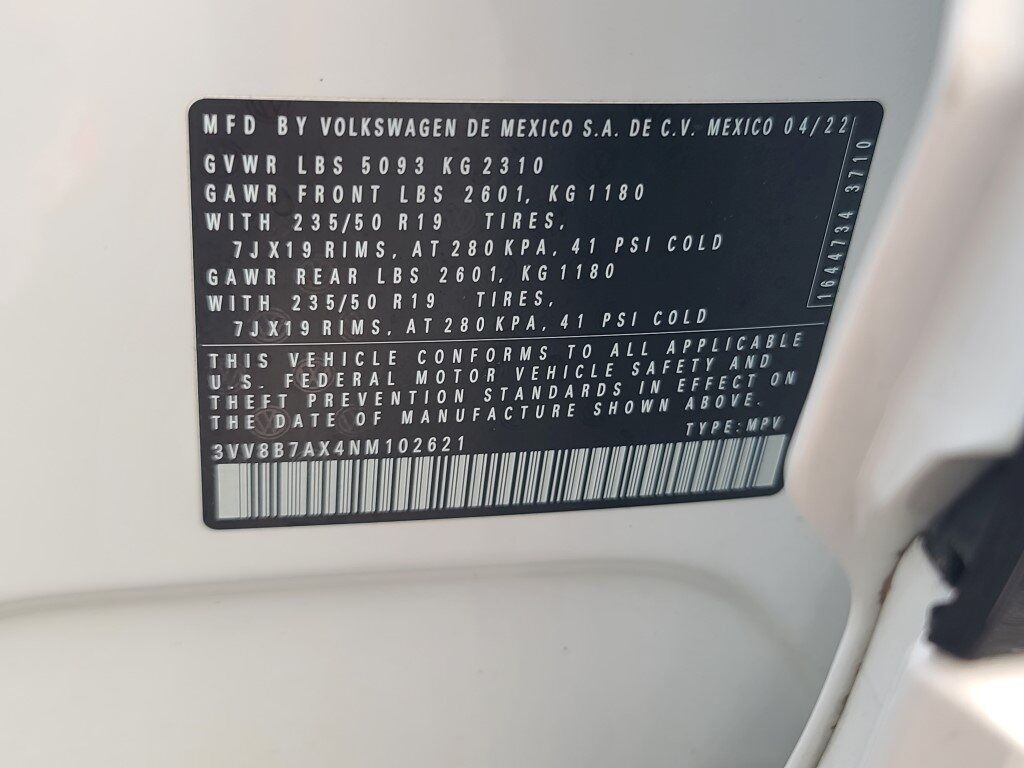 MFD BY VOLKSWAGEN DE MEXICO S.A. DE C.V. MEXICO 04/22
GVWR LBS 5093 KG 2310
GAWR FRONT LBS 2601, KG 1180
WITH 235/50 R19 TIRES,
7JX19 RIMS, AT 280 KPA, 41 PSI COLD
GAWR REAR LBS 2601, KG 1180
WITH 235/50 R19 TIRES,
7JX19 RIMS, AT 280 KPA, 41 PSI COLD
1644734 3710
THIS VEHICLE CONFORMS TO ALL APPLICABLE
U.S. FEDERAL MOTOR VEHICLE SAFETY AND
THEFT PREVENTION STANDARDS IN EFFECT ON
THE DATE OF MANUFACTURE SHOWN ABOVE.
TYPE: MPV
3VV8B7AX4NM102621